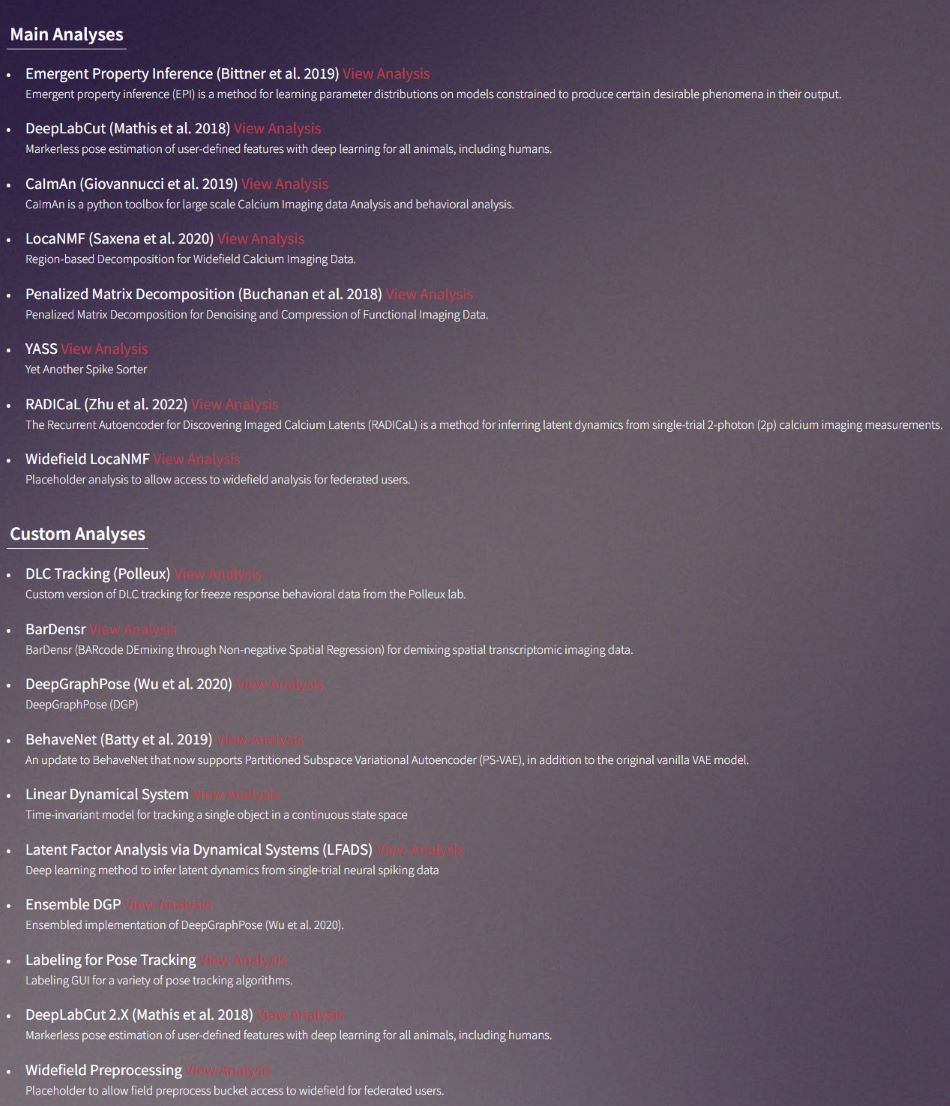 Main Analyses
• Emergent Property Inference (Bittner et al. 2019) View Analysis
Emergent property inference (EPI) is a method for learning parameter distributions on models constrained to produce certain desirable phenomena in their output.
• DeepLabCut (Mathis et al. 2018) View Analysis
Markerless pose estimation of user-defined features with deep learning for all animals, including humans.
• CaImAn (Giovannucci et al. 2019) View Analysis
CaImAn is a python toolbox for large scale Calcium Imaging data Analysis and behavioral analysis.
• LocaNMF (Saxena et al. 2020) View Analysis
Region-based Decomposition for Widefield Calcium Imaging Data.
• Penalized Matrix Decomposition (Buchanan et al. 2018) View Analysis
Penalized Matrix Decomposition for Denoising and Compression of Functional Imaging Data.
• YASS View Analysis
Yet Another Spike Sorter
• RADICaL (Zhu et al. 2022) View Analysis
The Recurrent Autoencoder for Discovering Imaged Calcium Latents (RADICaL) is a method for inferring latent dynamics from single-trial 2-photon (2p) calcium imaging measurements.
• Widefield LocaNMF View Analysis
Placeholder analysis to allow access to widefield analysis for federated users.
Custom Analyses
• DLC Tracking (Polleux) View Analysis
Custom version of DLC tracking for freeze response behavioral data from the Polleux lab.
• BarDensr View Analysis
BarDensr (BARcode DEmixing through Non-negative Spatial Regression) for demixing spatial transcriptomic imaging data.
• DeepGraphPose (Wu et al. 2020) View Analysis
DeepGraphPose (DGP)
• BehaveNet (Batty et al. 2019) View Analysis
An update to BehaveNet that now supports Partitioned Subspace Variational Autoencoder (PS-VAE), in addition to the original vanilla VAE model.
• Linear Dynamical System View Analysis
Time-invariant model for tracking a single object in a continuous state space
• Latent Factor Analysis via Dynamical Systems (LFADS) View Analysis
Deep learning method to infer latent dynamics from single-trial neural spiking data
• Ensemble DGP View Analysis
Ensembled implementation of DeepGraphPose (Wu et al. 2020).
• Labeling for Pose Tracking View Analysis
Labeling GUI for a variety of pose tracking algorithms.
• DeepLabCut 2.X (Mathis et al. 2018) View Analysis
Markerless pose estimation of user-defined features with deep learning for all animals, including humans.
• Widefield Preprocessing View Analysis
Placeholder to allow field preprocess bucket access to widefield for federated users.